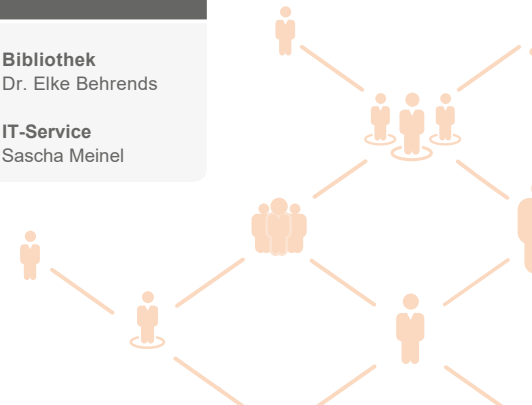 Bibliothek
Dr. Elke Behrends
IT-Service
Sascha Meinel